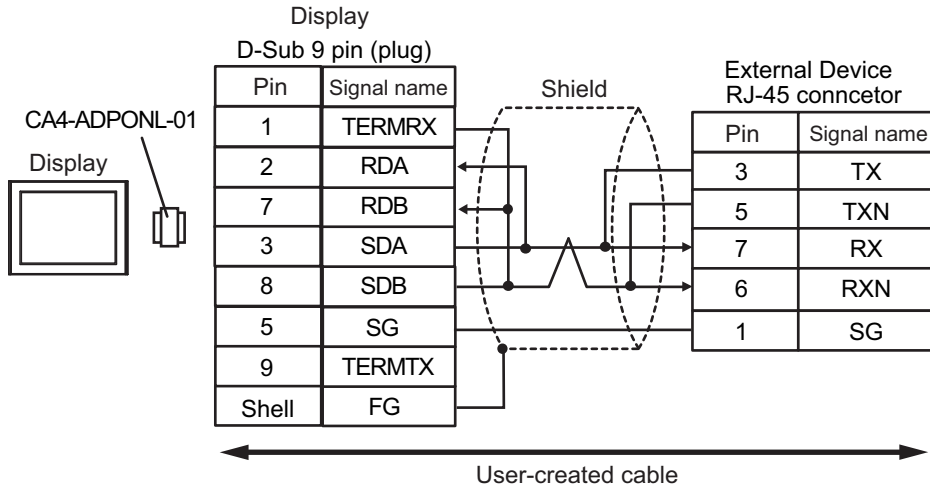 Display
D-Sub 9 pin (plug)
Pin Signal name
1 TERMRX
2 RDA
7 RDB
3 SDA
8 SDB
5 SG
9 TERMTX
Shell FG
CA4-ADPONL-01
Display
Shield
External Device
RJ-45 conncetor
Pin Signal name
3 TX
5 TXN
7 RX
6 RXN
1 SG
User-created cable